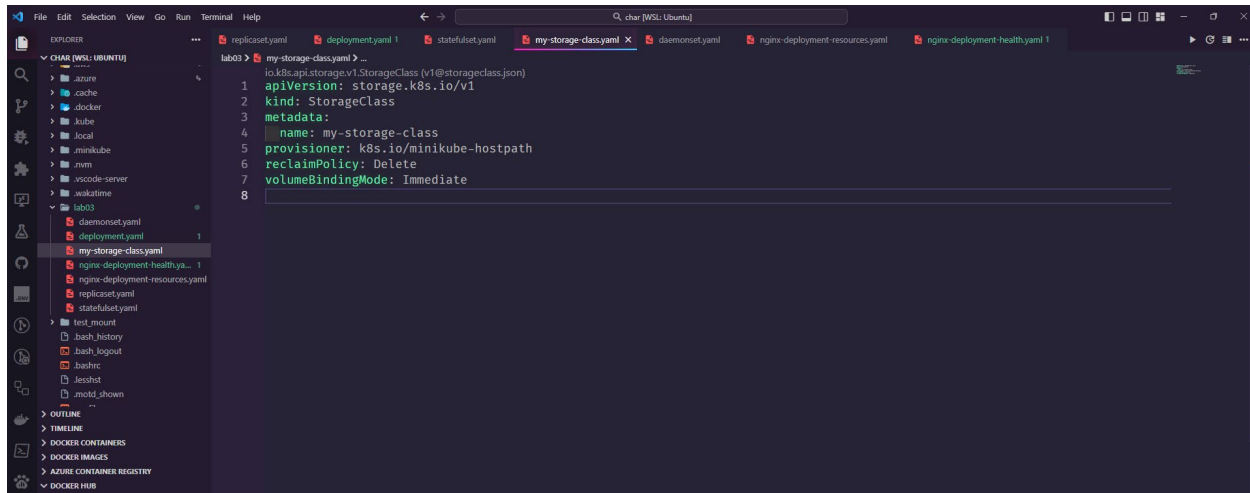 File Edit Selection View Go Run Terminal Help
char [WSL: Ubuntu]
EXPLORER
replicaset.yaml
deployment.yaml 1
statefulset.yaml
my-storage-class.yaml
daemonset.yaml
nginx-deployment-resources.yaml
nginx-deployment-health.yaml 1
CHAR [WSL: UBUNTU]
.azure
.cache
.docker
.kube
.local
.minikube
.nvm
.vscode-server
.wakatime
lab03
daemonset.yaml
deployment.yaml 1
my-storage-class.yaml
nginx-deployment-health.ya... 1
nginx-deployment-resources.yaml
replicaset.yaml
statefulset.yaml
test_mount
.bash_history
.bash_logout
.bashrc
.lesshst
.motd_shown
OUTLINE
TIMELINE
DOCKER CONTAINERS
DOCKER IMAGES
AZURE CONTAINER REGISTRY
DOCKER HUB
lab03 > my-storage-class.yaml > ...
io.k8s.api.storage.v1.StorageClass (v1@storageclass.json)
1 apiVersion: storage.k8s.io/v1
2 kind: StorageClass
3 metadata:
4 name: my-storage-class
5 provisioner: k8s.io/minikube-hostpath
6 reclaimPolicy: Delete
7 volumeBindingMode: Immediate
8